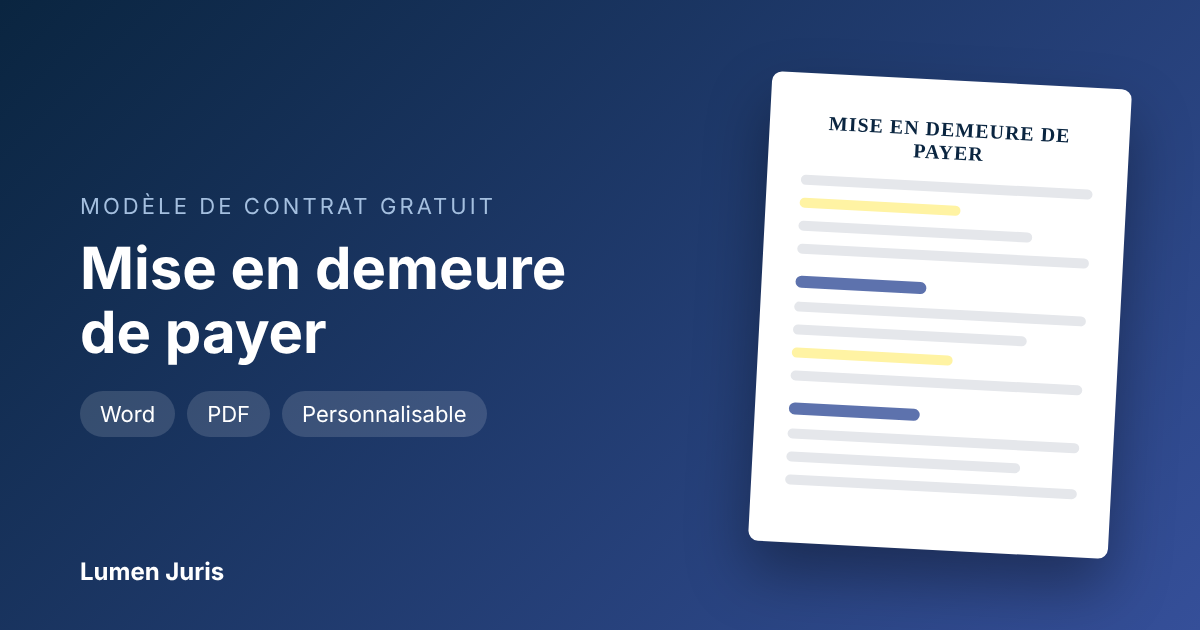 MODÈLE DE CONTRAT GRATUIT
Mise en demeure
de payer
Word
PDF
Personnalisable
Lumen Juris
MISE EN DEMEURE DE
PAYER